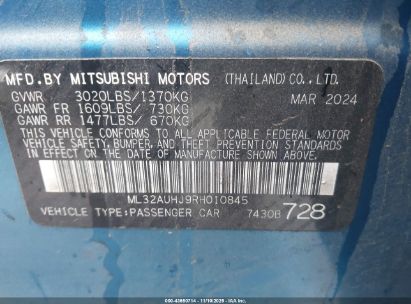 MFD.BY MITSUBISHI MOTORS (THAILAND) CO.,LTD.
GVWR 3020LBS/1370KG MAR 2024
GAWR FR 1609LBS/ 730KG
GAWR RR 1477LBS/ 670KG
THIS VEHICLE CONFORMS TO ALL APPLICABLE FEDERAL MOTOR
VEHICLE SAFETY, BUMPER, AND THEFT PREVENTION STANDARDS
IN EFFECT ON THE DATE OF MANUFACTURE SHOWN ABOVE.
ML32AUHJ9RH010845
VEHICLE TYPE:PASSENGER CAR 7430B 728